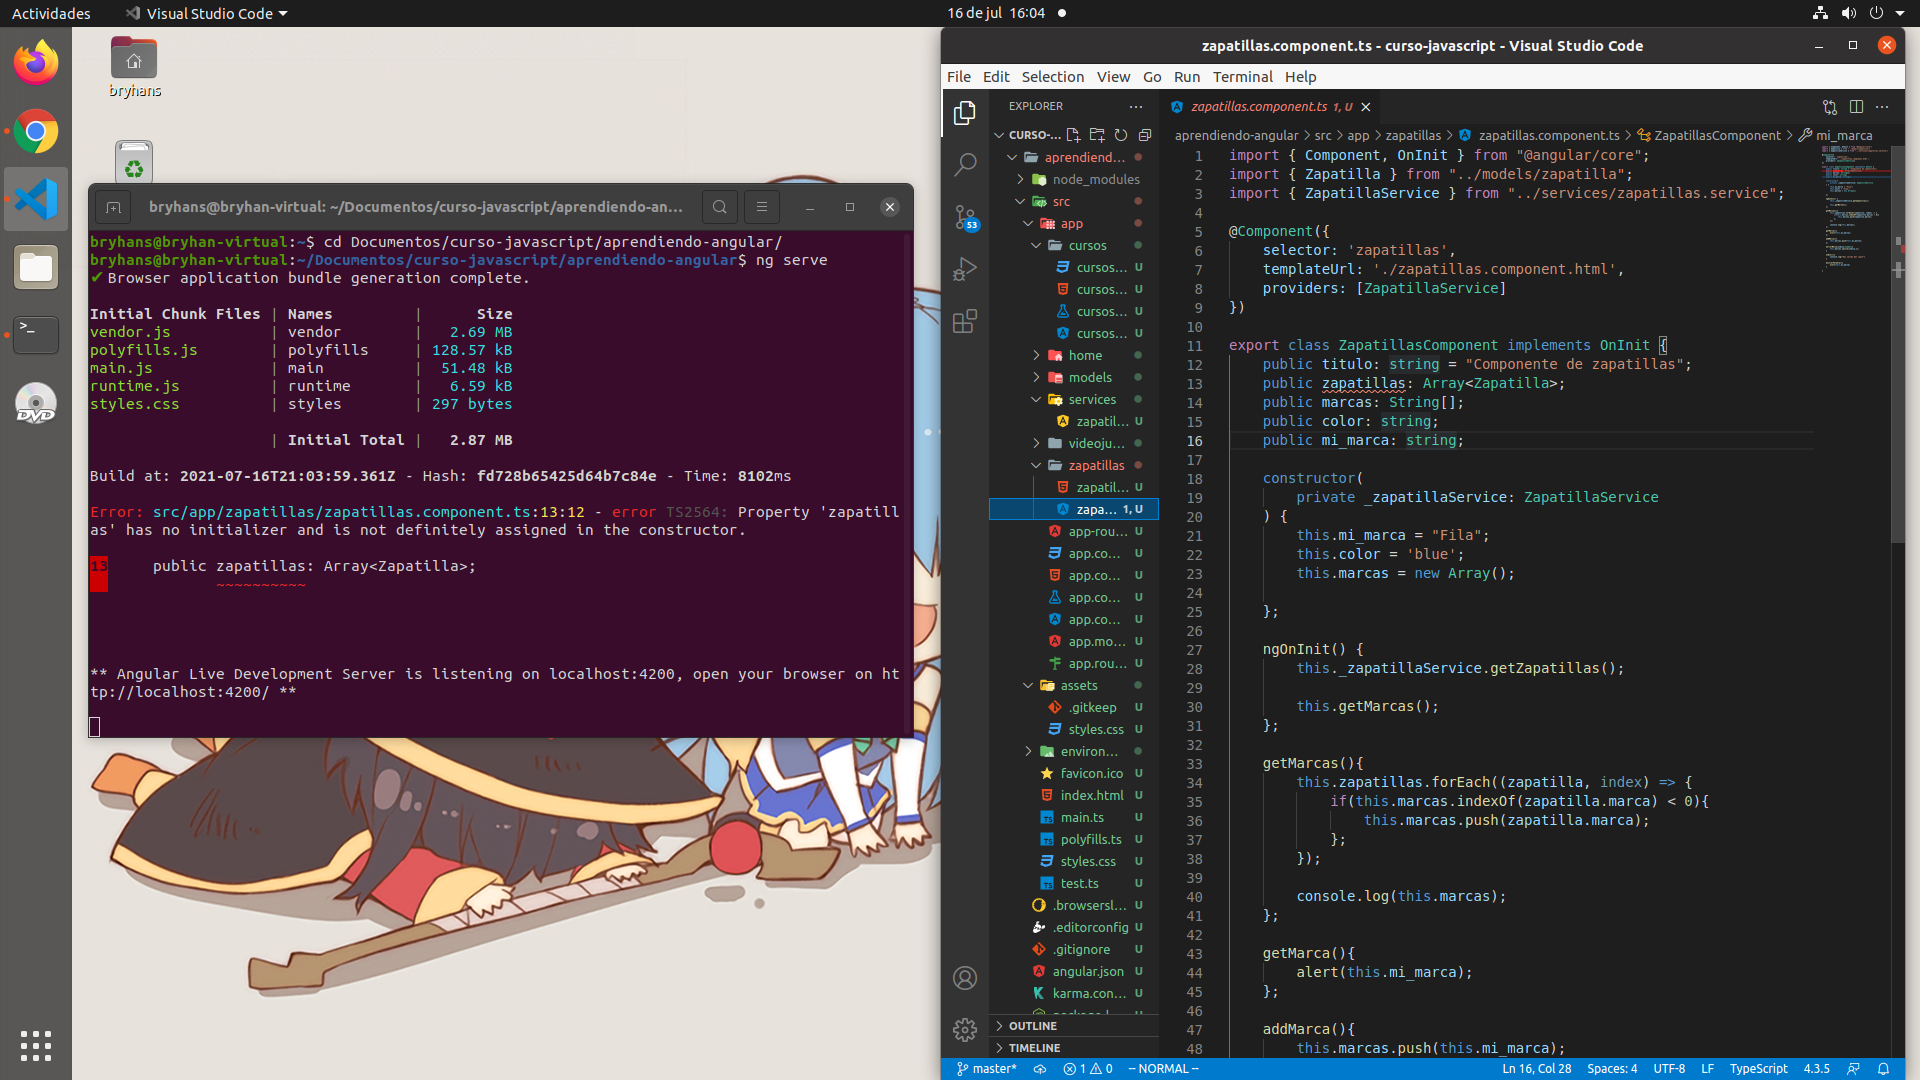 Actividades
Visual Studio Code
16 de jul 16:04
bryhans
bryhans@bryhan-virtual: ~/Documentos/curso-javascript/aprendiendo-an...
bryhans@bryhan-virtual:~$ cd Documentos/curso-javascript/aprendiendo-angular/
bryhans@bryhan-virtual:~/Documentos/curso-javascript/aprendiendo-angular$ ng serve
✔ Browser application bundle generation complete.
Initial Chunk Files | Names | Size
vendor.js | vendor | 2.69 MB
polyfills.js | polyfills | 128.57 kB
main.js | main | 51.48 kB
runtime.js | runtime | 6.59 kB
styles.css | styles | 297 bytes
| Initial Total | 2.87 MB
Build at: 2021-07-16T21:03:59.361Z - Hash: fd728b65425d64b7c84e - Time: 8102ms
Error: src/app/zapatillas/zapatillas.component.ts:13:12 - error TS2564: Property 'zapatill
as' has no initializer and is not definitely assigned in the constructor.
13 public zapatillas: Array<Zapatilla>;
~~~~~~~~~~
** Angular Live Development Server is listening on localhost:4200, open your browser on ht
tp://localhost:4200/ **
DVD
zapatillas.component.ts - curso-javascript - Visual Studio Code
File Edit Selection View Go Run Terminal Help
EXPLORER
CURSO-...
aprendiend...
node_modules
src
app
cursos
cursos... U
cursos... U
cursos... U
cursos... U
home
models
services
zapatil... U
videoju...
zapatillas
zapatil... U
zapa... 1, U
app-rou... U
app.co... U
app.co... U
app.co... U
app.co... U
app.mo... U
app.rou... U
assets
.gitkeep U
styles.css U
environ...
favicon.ico U
index.html U
main.ts U
polyfills.ts U
styles.css U
test.ts U
.browsersl... U
.editorconfig U
.gitignore U
angular.json U
karma.con... U
OUTLINE
TIMELINE
53
zapatillas.component.ts 1, U
aprendiendo-angular > src > app > zapatillas > zapatillas.component.ts > ZapatillasComponent > mi_marca
1 import { Component, OnInit } from "@angular/core";
2 import { Zapatilla } from "../models/zapatilla";
3 import { ZapatillaService } from "../services/zapatillas.service";
4
5 @Component({
6 selector: 'zapatillas',
7 templateUrl: './zapatillas.component.html',
8 providers: [ZapatillaService]
9 })
10
11 export class ZapatillasComponent implements OnInit {
12 public titulo: string = "Componente de zapatillas";
13 public zapatillas: Array<Zapatilla>;
14 public marcas: String[];
15 public color: string;
16 public mi_marca: string;
17
18 constructor(
19 private _zapatillaService: ZapatillaService
20 ) {
21 this.mi_marca = "Fila";
22 this.color = 'blue';
23 this.marcas = new Array();
24
25 };
26
27 ngOnInit() {
28 this._zapatillaService.getZapatillas();
29
30 this.getMarcas();
31 };
32
33 getMarcas(){
34 this.zapatillas.forEach((zapatilla, index) => {
35 if(this.marcas.indexOf(zapatilla.marca) < 0){
36 this.marcas.push(zapatilla.marca);
37 };
38 });
39
40 console.log(this.marcas);
41 };
42
43 getMarca(){
44 alert(this.mi_marca);
45 };
46
47 addMarca(){
48 this.marcas.push(this.mi_marca);
master* 1 0 -- NORMAL -- Ln 16, Col 28 Spaces: 4 UTF-8 LF TypeScript 4.3.5